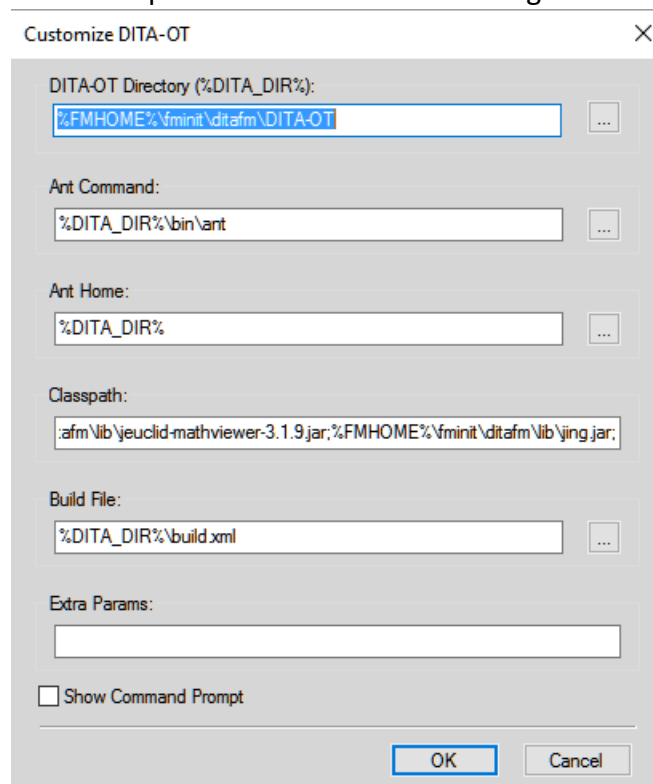 Customize DITA-OT
DITA-OT Directory (%DITA_DIR%):
%FMHOME%\fminit\ditafm\DITA-OT
...
Ant Command:
%DITA_DIR%\bin\ant
...
Ant Home:
%DITA_DIR%
...
Classpath:
:afm\lib\jeuclid-mathviewer-3.1.9.jar;%FMHOME%\fminit\ditafm\lib\jing.jar;
Build File:
%DITA_DIR%\build.xml
...
Extra Params:
Show Command Prompt
OK Cancel